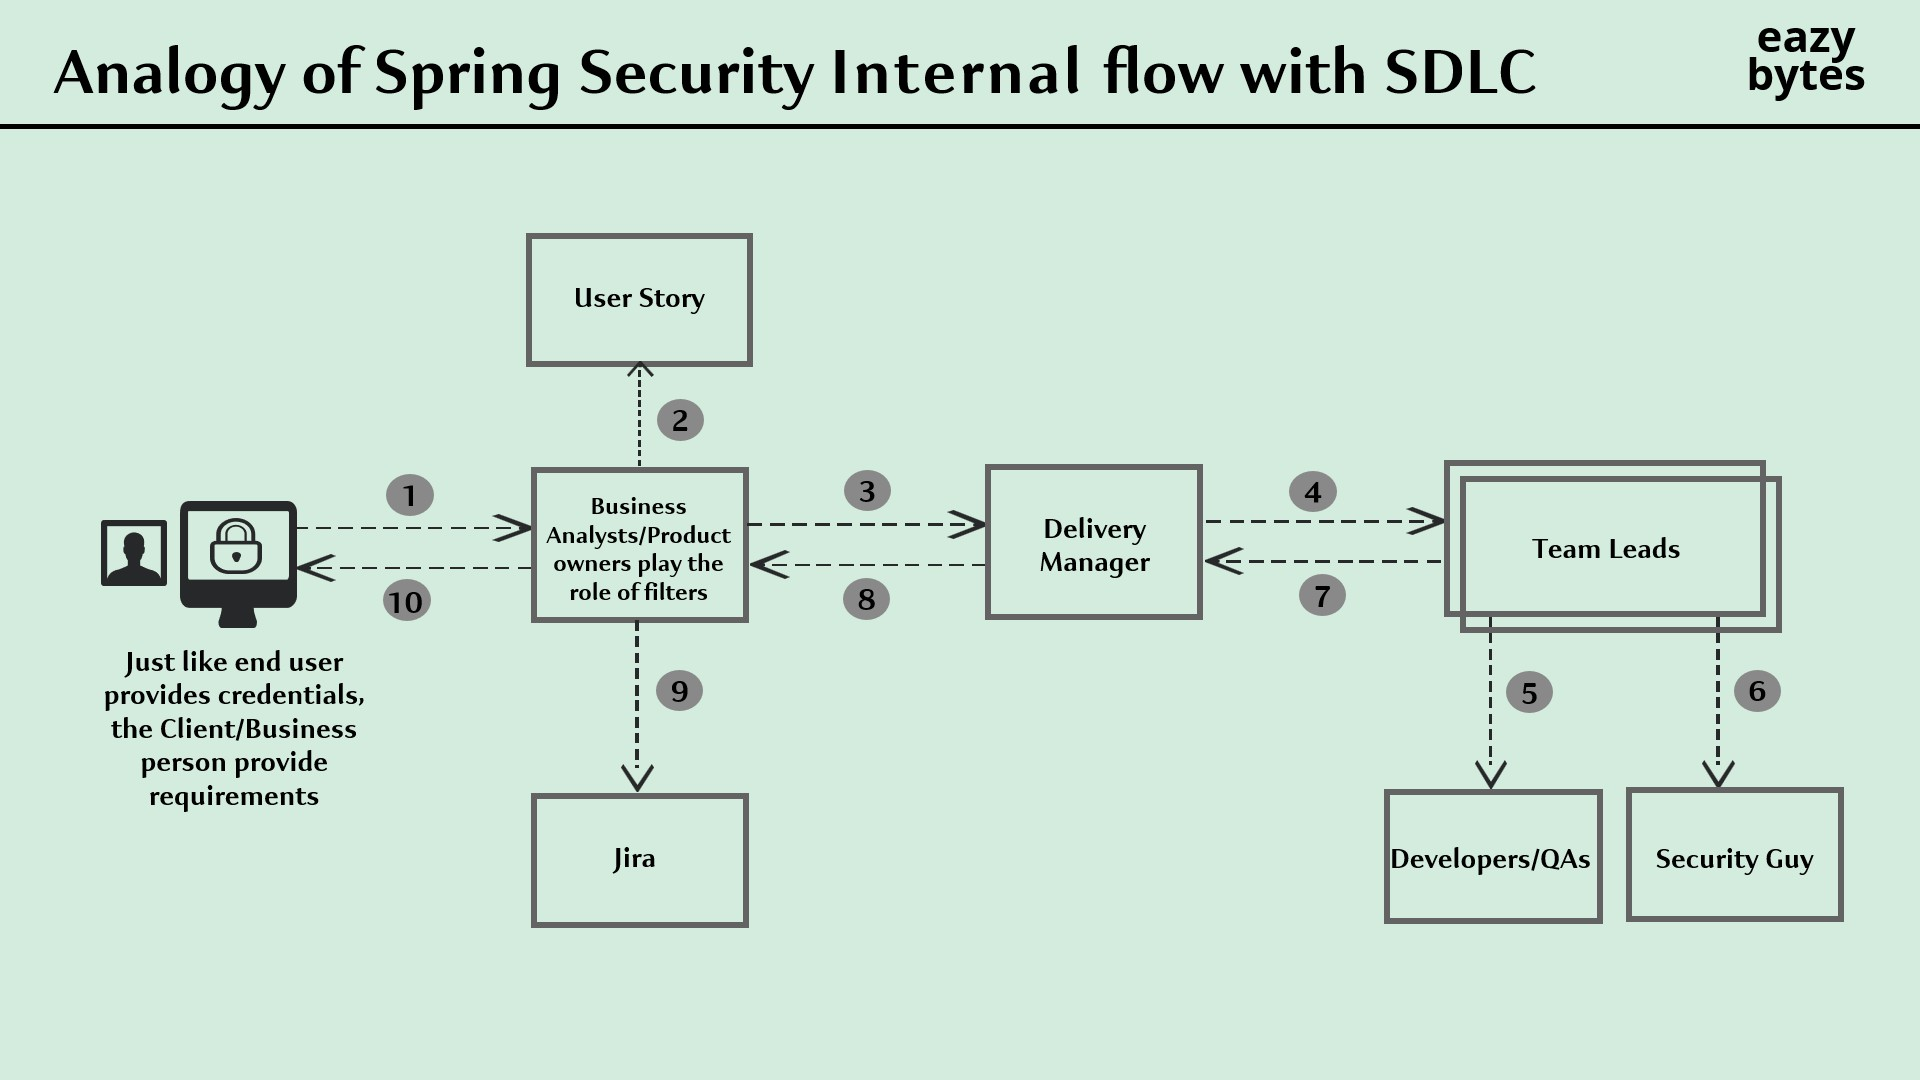 Analogy of Spring Security Internal flow with SDLC
eazy
bytes
User Story
2
1
Business
Analysts/Product
owners play the
role of filters
3
Delivery
Manager
4
Team Leads
10
8
7
Just like end user
provides credentials,
the Client/Business
person provide
requirements
9
5
6
Jira
Developers/QAs
Security Guy